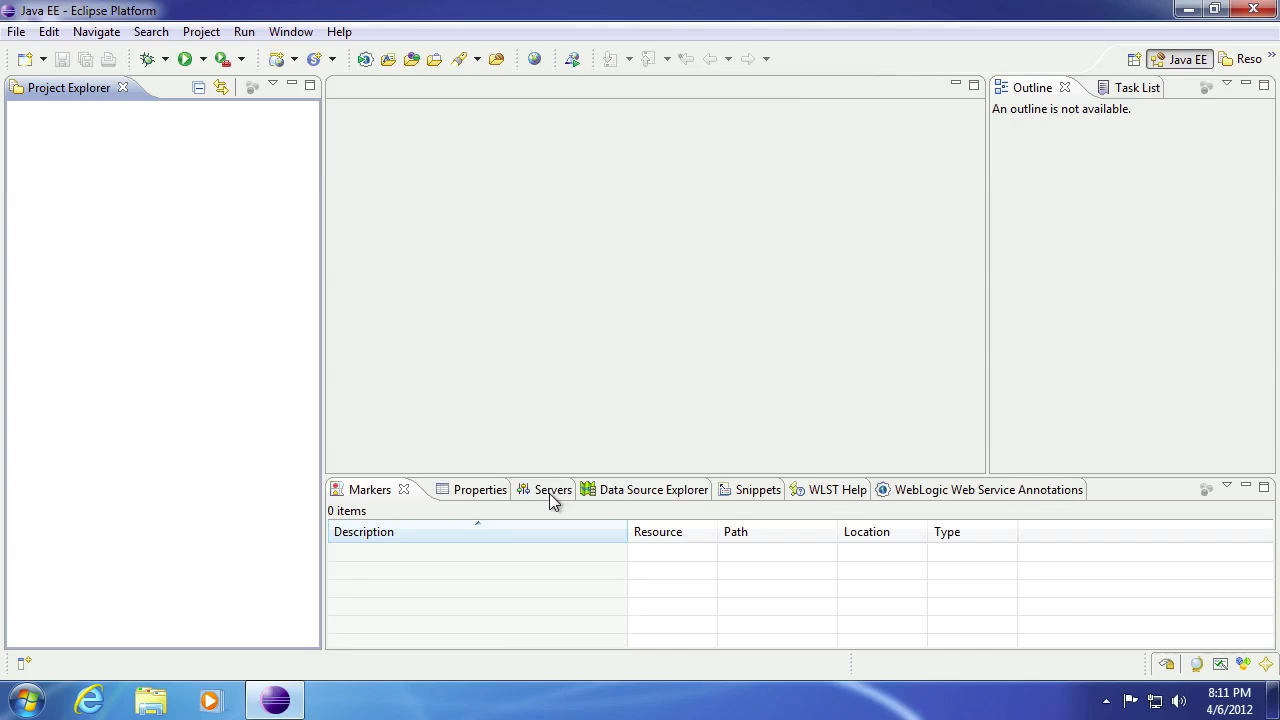 Java EE - Eclipse Platform
File Edit Navigate Search Project Run Window Help
Java EE Reso
Project Explorer
Outline Task List
An outline is not available.
Markers Properties Servers Data Source Explorer Snippets WLST Help WebLogic Web Service Annotations
0 items
Description Resource Path Location Type
8:11 PM
4/6/2012